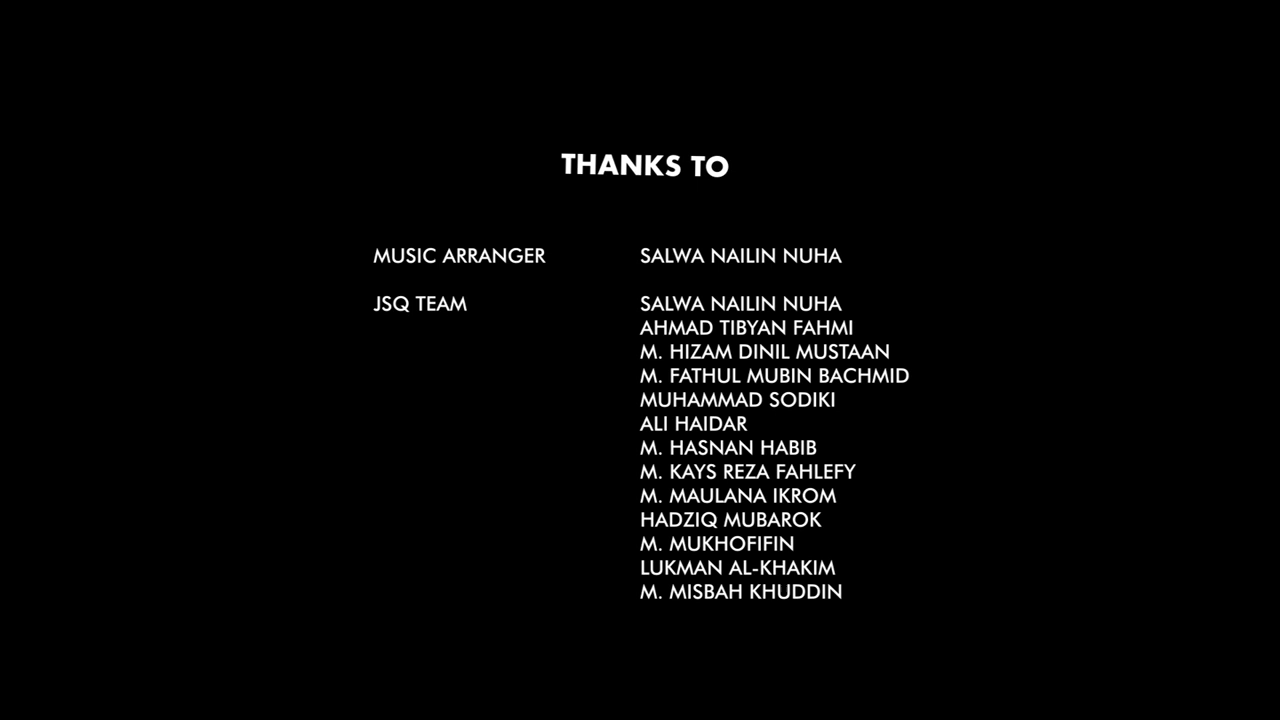 THANKS TO
MUSIC ARRANGER SALWA NAILIN NUHA
JSQ TEAM SALWA NAILIN NUHA
AHMAD TIBYAN FAHMI
M. HIZAM DINIL MUSTAAN
M. FATHUL MUBIN BACHMID
MUHAMMAD SODIKI
ALI HAIDAR
M. HASNAN HABIB
M. KAYS REZA FAHLEFY
M. MAULANA IKROM
HADZIQ MUBAROK
M. MUKHOFIFIN
LUKMAN AL-KHAKIM
M. MISBAH KHUDDIN